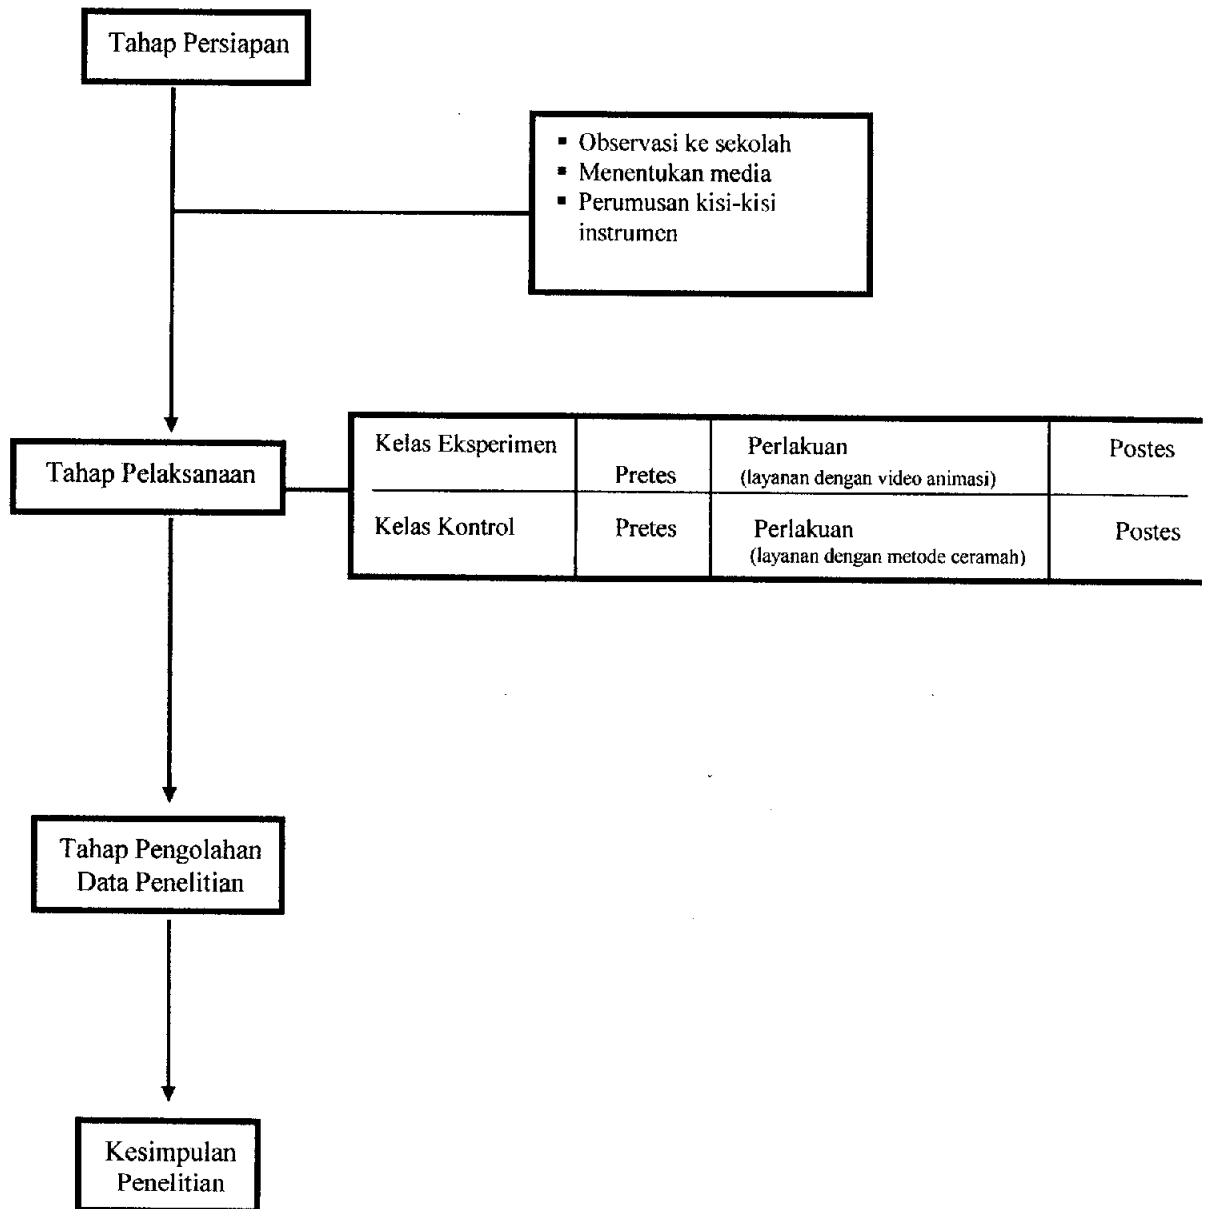 Tahap Persiapan
▪ Observasi ke sekolah
▪ Menentukan media
▪ Perumusan kisi-kisi
instrumen
Tahap Pelaksanaan
Kelas Eksperimen
Pretes
Perlakuan
(layanan dengan video animasi)
Postes
Kelas Kontrol
Pretes
Perlakuan
(layanan dengan metode ceramah)
Postes
Tahap Pengolahan
Data Penelitian
Kesimpulan
Penelitian